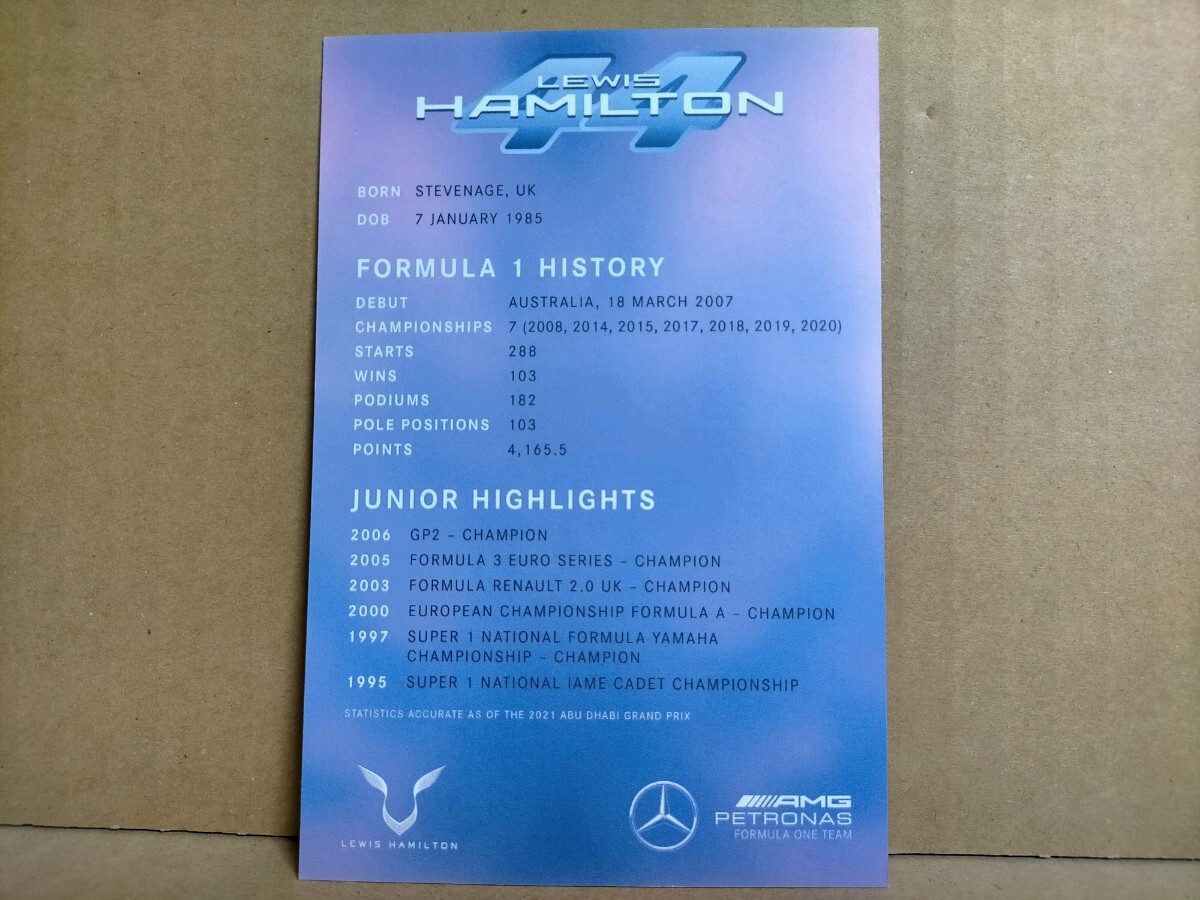 44
LEWIS
HAMILTON
BORN STEVENAGE, UK
DOB 7 JANUARY 1985
FORMULA 1 HISTORY
DEBUT AUSTRALIA, 18 MARCH 2007
CHAMPIONSHIPS 7 (2008, 2014, 2015, 2017, 2018, 2019, 2020)
STARTS 288
WINS 103
PODIUMS 182
POLE POSITIONS 103
POINTS 4,165.5
JUNIOR HIGHLIGHTS
2006 GP2 – CHAMPION
2005 FORMULA 3 EURO SERIES – CHAMPION
2003 FORMULA RENAULT 2.0 UK – CHAMPION
2000 EUROPEAN CHAMPIONSHIP FORMULA A – CHAMPION
1997 SUPER 1 NATIONAL FORMULA YAMAHA
CHAMPIONSHIP – CHAMPION
1995 SUPER 1 NATIONAL IAME CADET CHAMPIONSHIP
STATISTICS ACCURATE AS OF THE 2021 ABU DHABI GRAND PRIX
LEWIS HAMILTON
AMG
PETRONAS
FORMULA ONE TEAM